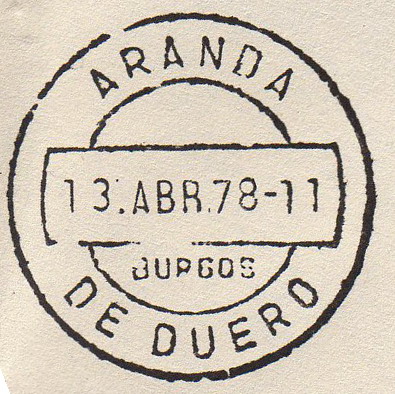 ARANDA
13.ABR.78-11
BURGOS
DE DUERO